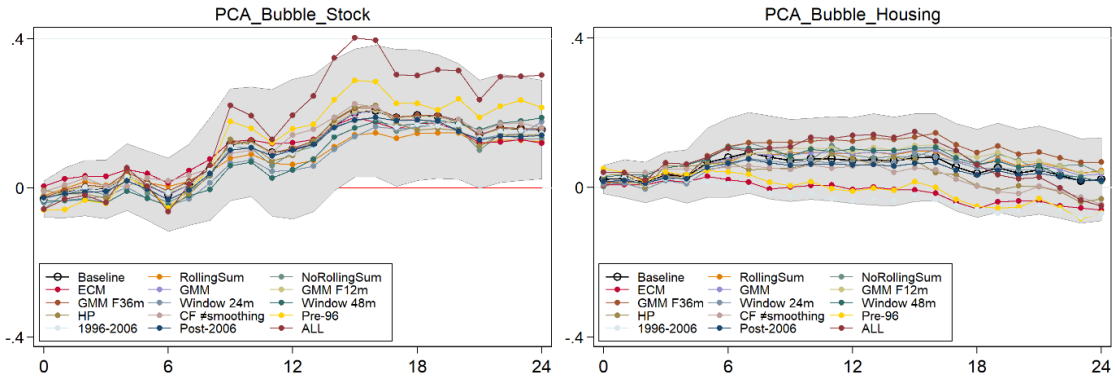 PCA_Bubble_Stock
.4
0
-.4
0 6 12 18 24
Baseline RollingSum NoRollingSum
ECM GMM GMM F12m
GMM F36m Window 24m Window 48m
HP CF ≠smoothing Pre-96
1996-2006 Post-2006 ALL
PCA_Bubble_Housing
.4
0
-.4
0 6 12 18 24
Baseline RollingSum NoRollingSum
ECM GMM GMM F12m
GMM F36m Window 24m Window 48m
HP CF ≠smoothing Pre-96
1996-2006 Post-2006 ALL